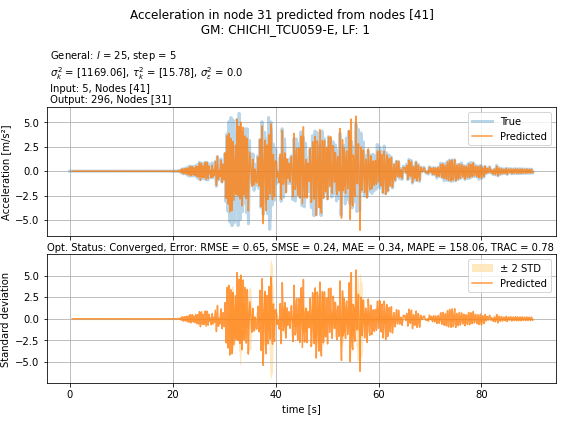 Acceleration in node 31 predicted from nodes [41]
GM: CHICHI_TCU059-E, LF: 1
General: l = 25, step = 5
σ²ₖ = [1169.06], τ²ₖ = [15.78], σ²ε = 0.0
Input: 5, Nodes [41]
Output: 296, Nodes [31]
Acceleration [m/s²]
5.0
2.5
0.0
−2.5
−5.0
True
Predicted
Opt. Status: Converged, Error: RMSE = 0.65, SMSE = 0.24, MAE = 0.34, MAPE = 158.06, TRAC = 0.78
Standard deviation
5.0
2.5
0.0
−2.5
−5.0
± 2 STD
Predicted
0 20 40 60 80
time [s]